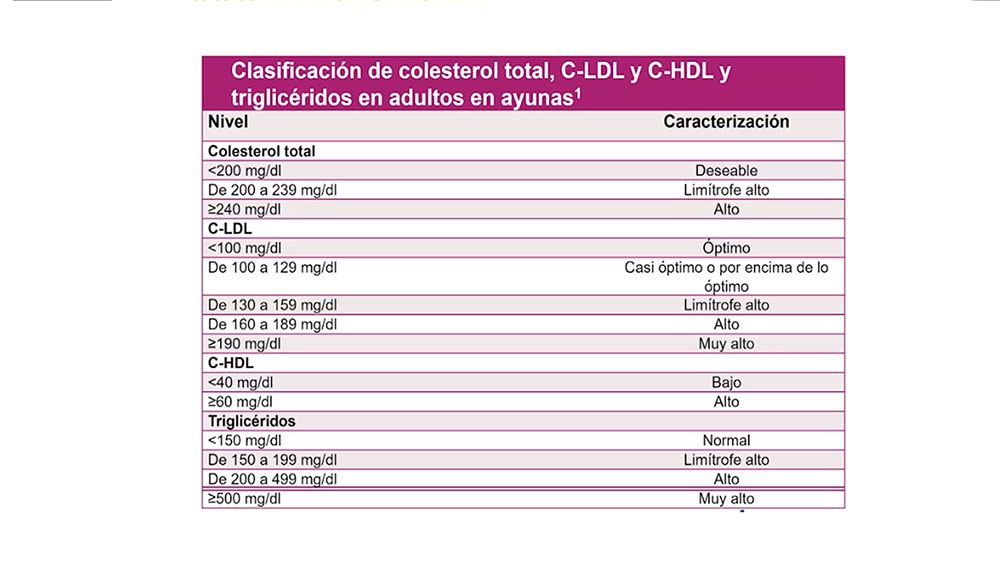 Clasificación de colesterol total, C-LDL y C-HDL y
triglicéridos en adultos en ayunas¹
Nivel Caracterización
Colesterol total
<200 mg/dl Deseable
De 200 a 239 mg/dl Limítrofe alto
≥240 mg/dl Alto
C-LDL
<100 mg/dl Óptimo
De 100 a 129 mg/dl Casi óptimo o por encima de lo
óptimo
De 130 a 159 mg/dl Limítrofe alto
De 160 a 189 mg/dl Alto
≥190 mg/dl Muy alto
C-HDL
<40 mg/dl Bajo
≥60 mg/dl Alto
Triglicéridos
<150 mg/dl Normal
De 150 a 199 mg/dl Limítrofe alto
De 200 a 499 mg/dl Alto
≥500 mg/dl Muy alto